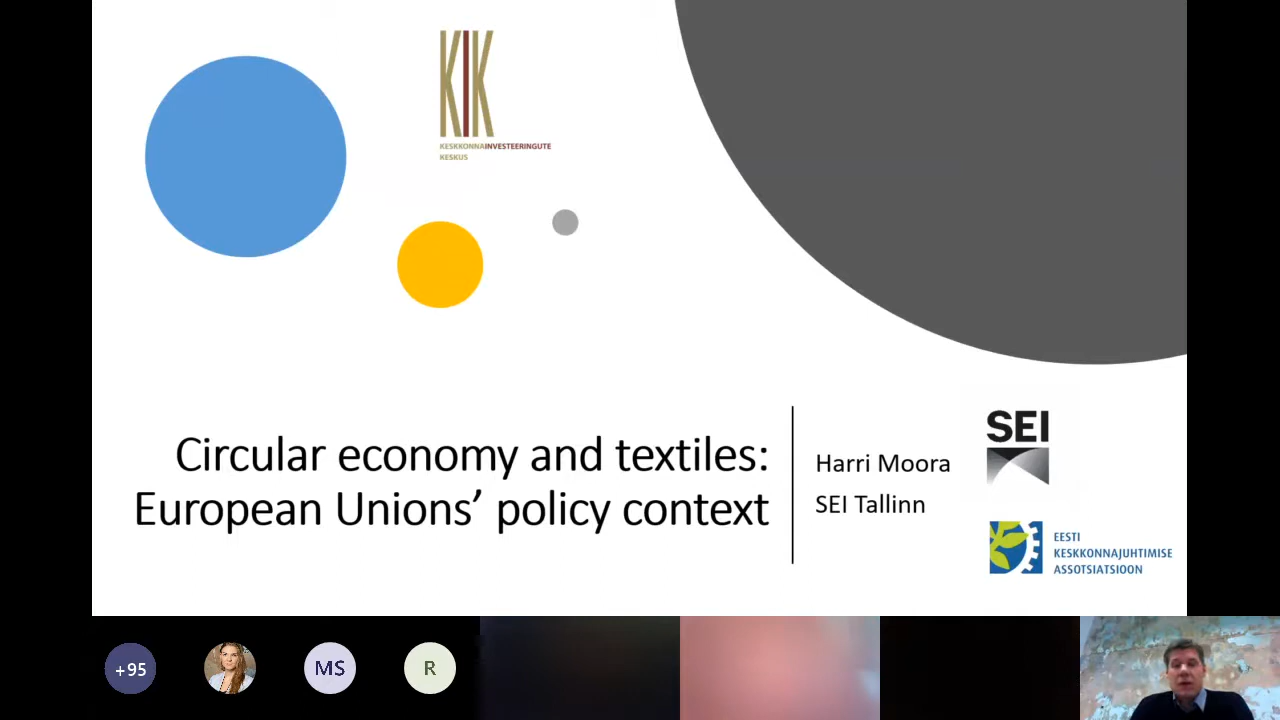 KIK
KESKKONNAINVESTEERINGUTE
KESKUS
Circular economy and textiles:
European Unions’ policy context
Harri Moora
SEI Tallinn
SEI
EESTI
KESKKONNAJUHTIMISE
ASSOTSIATSIOON
+95
MS
R